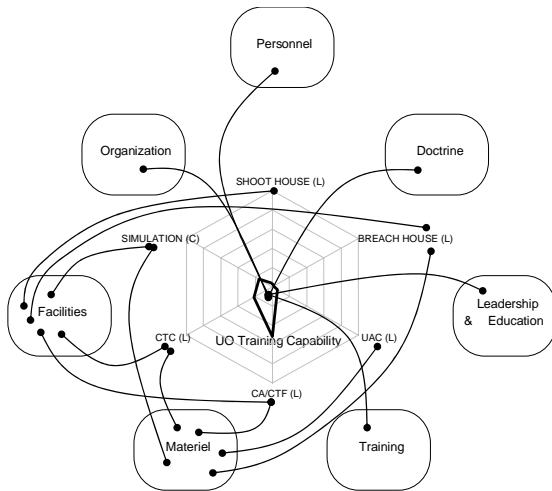 Personnel
Organization
Doctrine
SHOOT HOUSE (L)
SIMULATION (C)
BREACH HOUSE (L)
Facilities
Leadership
& Education
CTC (L)
UO Training Capability
UAC (L)
CA/CTF (L)
Materiel
Training